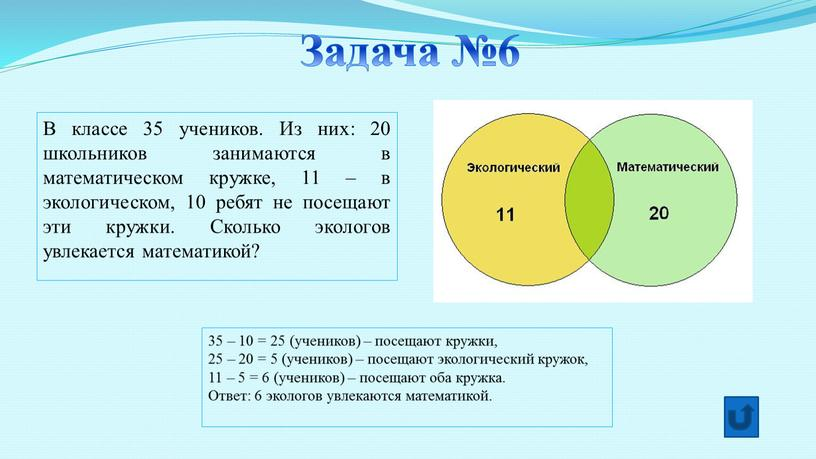 Задача №6
В классе 35 учеников. Из них: 20
школьников занимаются в
математическом кружке, 11 – в
экологическом, 10 ребят не посещают
эти кружки. Сколько экологов
увлекается математикой?
Экологический
Математический
11
20
35 – 10 = 25 (учеников) – посещают кружки,
25 – 20 = 5 (учеников) – посещают экологический кружок,
11 – 5 = 6 (учеников) – посещают оба кружка.
Ответ: 6 экологов увлекаются математикой.